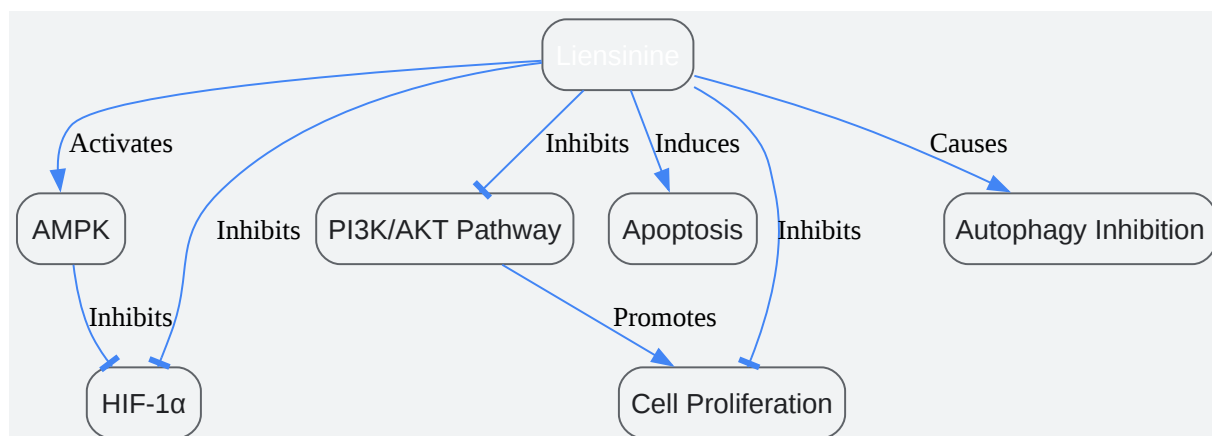 Liensinine
Activates
Inhibits
Induces
Causes
AMPK
Inhibits
PI3K/AKT Pathway
Apoptosis
Inhibits
Autophagy Inhibition
Inhibits
Promotes
HIF-1α
Cell Proliferation